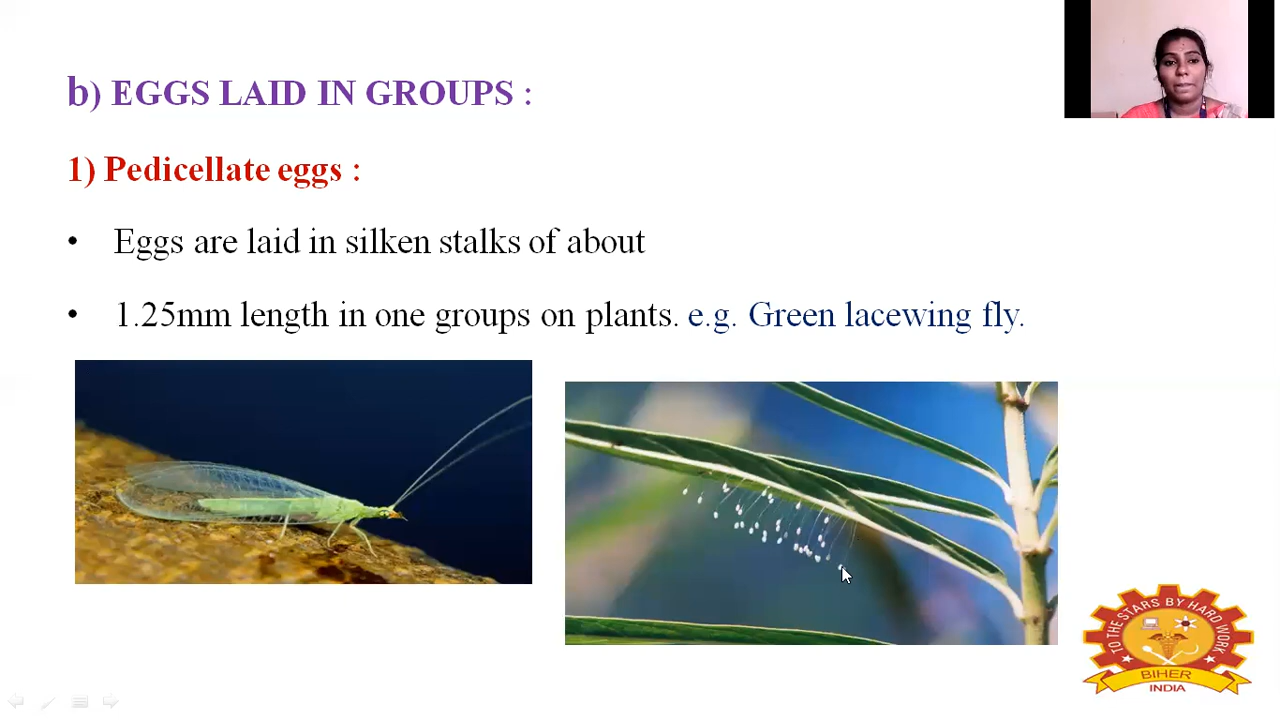 b) EGGS LAID IN GROUPS :
1) Pedicellate eggs :
• Eggs are laid in silken stalks of about
• 1.25mm length in one groups on plants. e.g. Green lacewing fly.
TO THE STARS BY HARD WORK
BIHER
INDIA